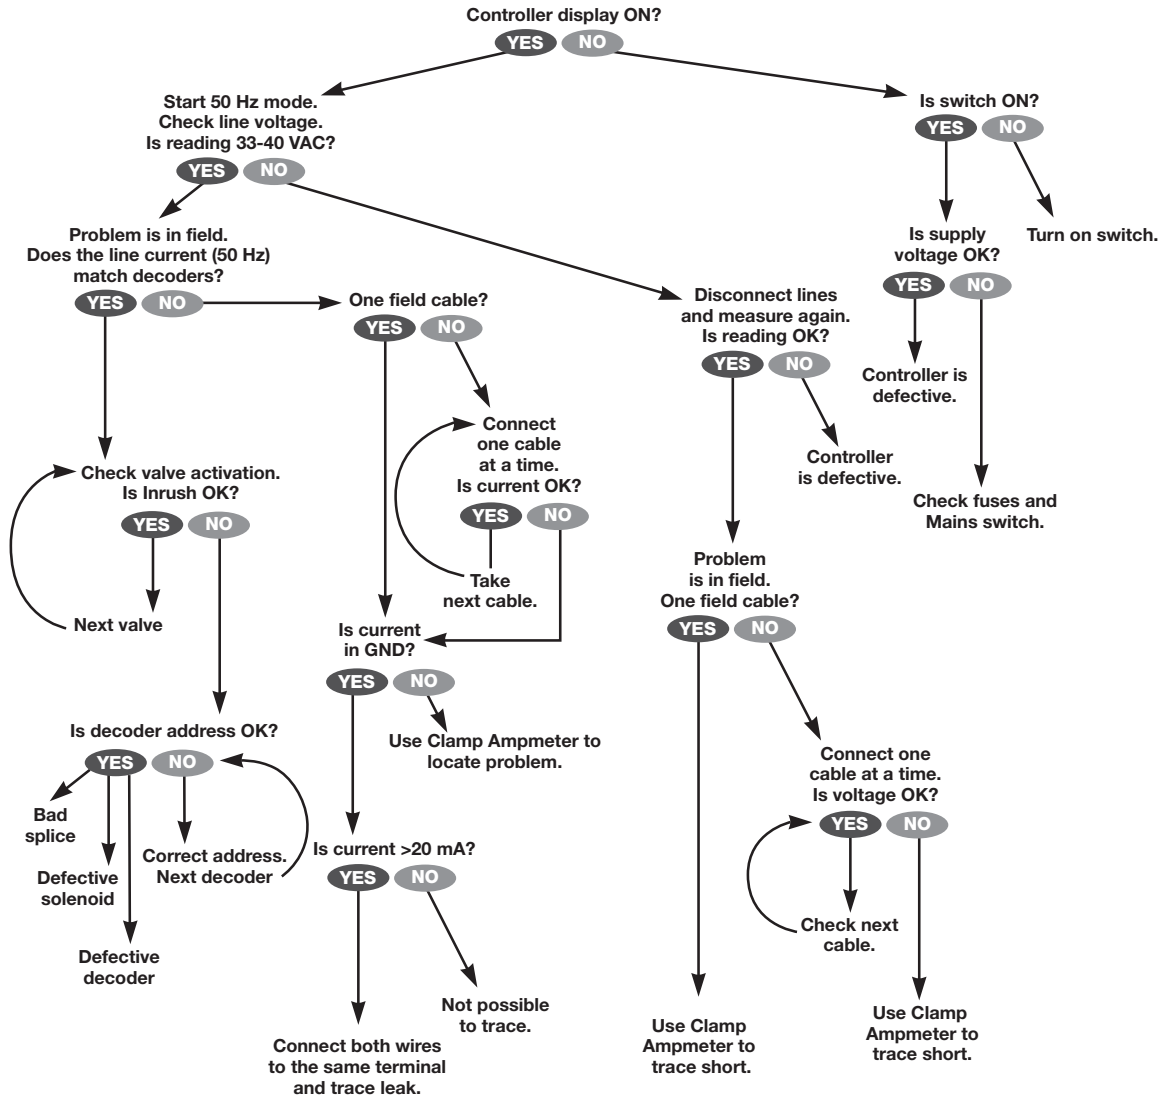 Controller display ON?
YES NO
Start 50 Hz mode.
Check line voltage.
Is reading 33-40 VAC?
YES NO
Is switch ON?
YES NO
Problem is in field.
Does the line current (50 Hz)
match decoders?
YES NO
One field cable?
YES NO
Disconnect lines
and measure again.
Is reading OK?
YES NO
Is supply
voltage OK?
YES NO
Turn on switch.
Controller is
defective.
Check fuses and
Mains switch.
Controller
is defective.
Connect
one cable
at a time.
Is current OK?
YES NO
Take
next cable.
Check valve activation.
Is Inrush OK?
YES NO
Next valve
Is current
in GND?
YES NO
Use Clamp Ampmeter to
locate problem.
Problem
is in field.
One field cable?
YES NO
Is decoder address OK?
YES NO
Bad
splice
Defective
solenoid
Defective
decoder
Correct address.
Next decoder
Is current >20 mA?
YES NO
Not possible
to trace.
Connect both wires
to the same terminal
and trace leak.
Connect one
cable at a time.
Is voltage OK?
YES NO
Check next
cable.
Use Clamp
Ampmeter to
trace short.
Use Clamp
Ampmeter to
trace short.